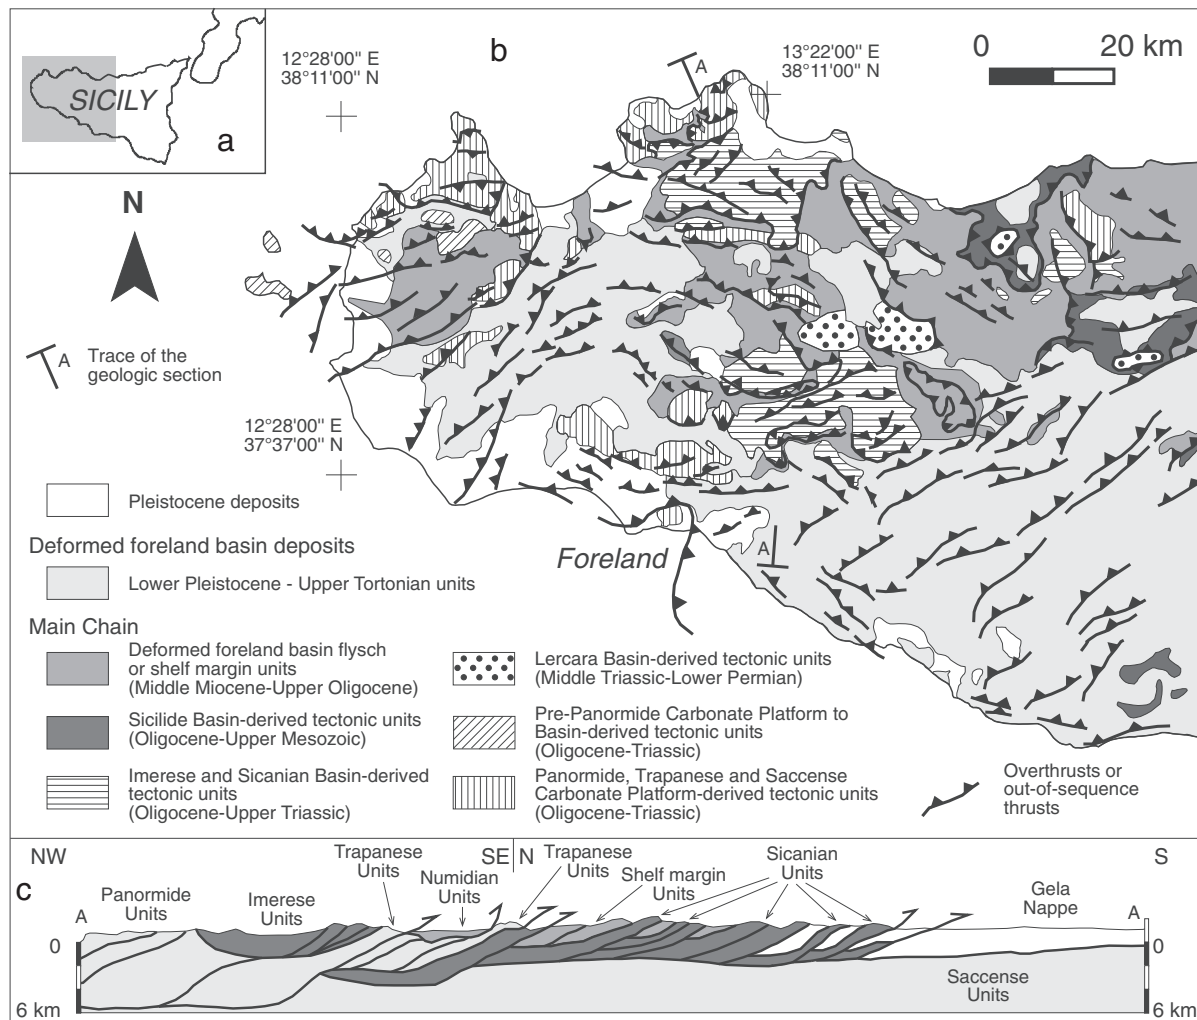 SICILY
a
b
12°28'00" E
38°11'00" N
A
13°22'00" E
38°11'00" N
0 20 km
N
A
Trace of the
geologic section
12°28'00" E
37°37'00" N
Foreland
A
Pleistocene deposits
Deformed foreland basin deposits
Lower Pleistocene - Upper Tortonian units
Main Chain
Deformed foreland basin flysch
or shelf margin units
(Middle Miocene-Upper Oligocene)
Sicilide Basin-derived tectonic units
(Oligocene-Upper Mesozoic)
Imerese and Sicanian Basin-derived
tectonic units
(Oligocene-Upper Triassic)
Lercara Basin-derived tectonic units
(Middle Triassic-Lower Permian)
Pre-Panormide Carbonate Platform to
Basin-derived tectonic units
(Oligocene-Triassic)
Panormide, Trapanese and Saccense
Carbonate Platform-derived tectonic units
(Oligocene-Triassic)
Overthrusts or
out-of-sequence
thrusts
NW
SE N
S
c
A
Panormide
Units
Imerese
Units
Trapanese
Units
Numidian
Units
Trapanese
Units
Shelf margin
Units
Sicanian
Units
Gela
Nappe
A
0
0
Saccense
Units
6 km
6 km